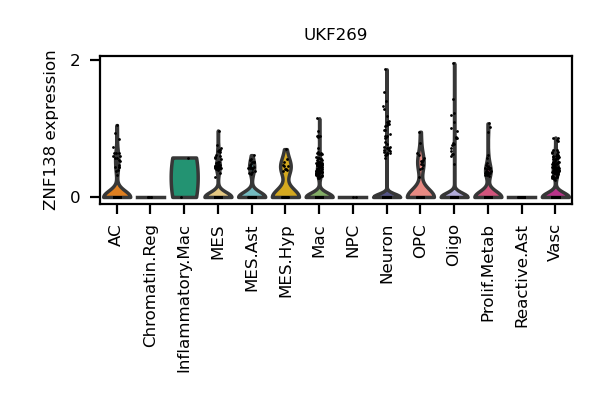 UKF269
ZNF138 expression
2
0
AC
Chromatin.Reg
Inflammatory.Mac
MES
MES.Ast
MES.Hyp
Mac
NPC
Neuron
OPC
Oligo
Prolif.Metab
Reactive.Ast
Vasc